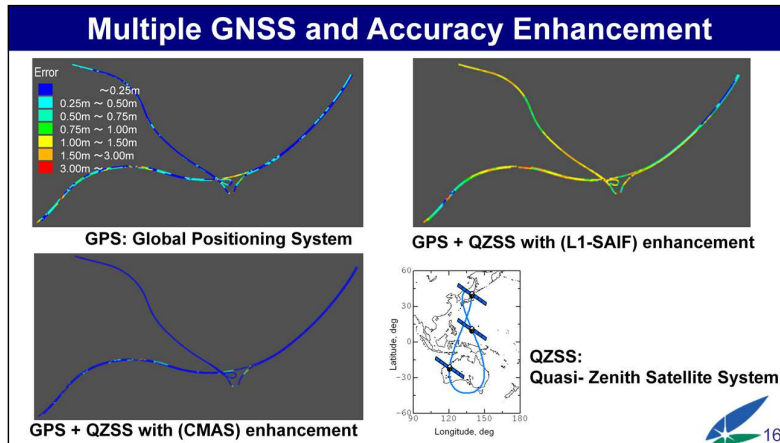 Multiple GNSS and Accuracy Enhancement
Error
～0.25m
0.25m ～ 0.50m
0.50m ～ 0.75m
0.75m ～ 1.00m
1.00m ～ 1.50m
1.50m ～3.00m
3.00m ～
GPS: Global Positioning System
GPS + QZSS with (L1-SAIF) enhancement
GPS + QZSS with (CMAS) enhancement
Latitude, deg
60
30
0
−30
−60
90 120 150 180
Longitude, deg
QZSS:
Quasi- Zenith Satellite System
16